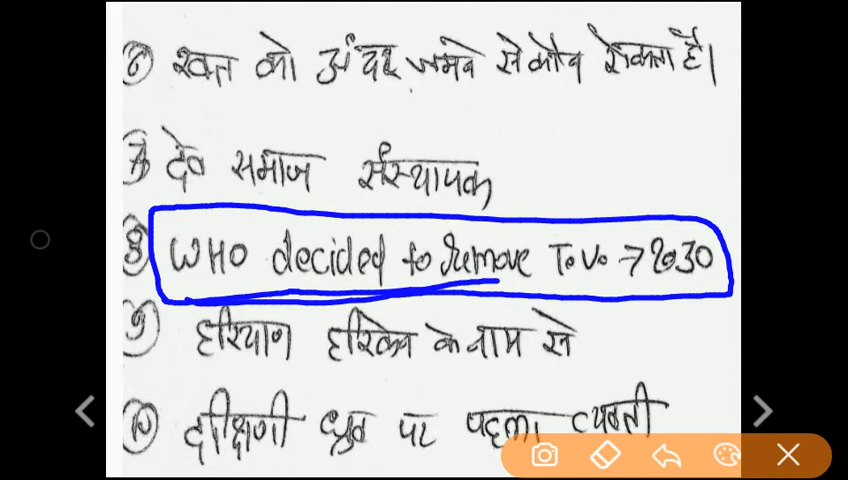 ⑥ रक्त को अंदर जमने से कौन रोकता है।
⑦ देव समाज संस्थापक
⑧ WHO decided to remove T.V. → 2030
⑨ हरियाणा हरिकेन के नाम से
⑩ दक्षिणी ध्रुव पर पहला व्यक्ती